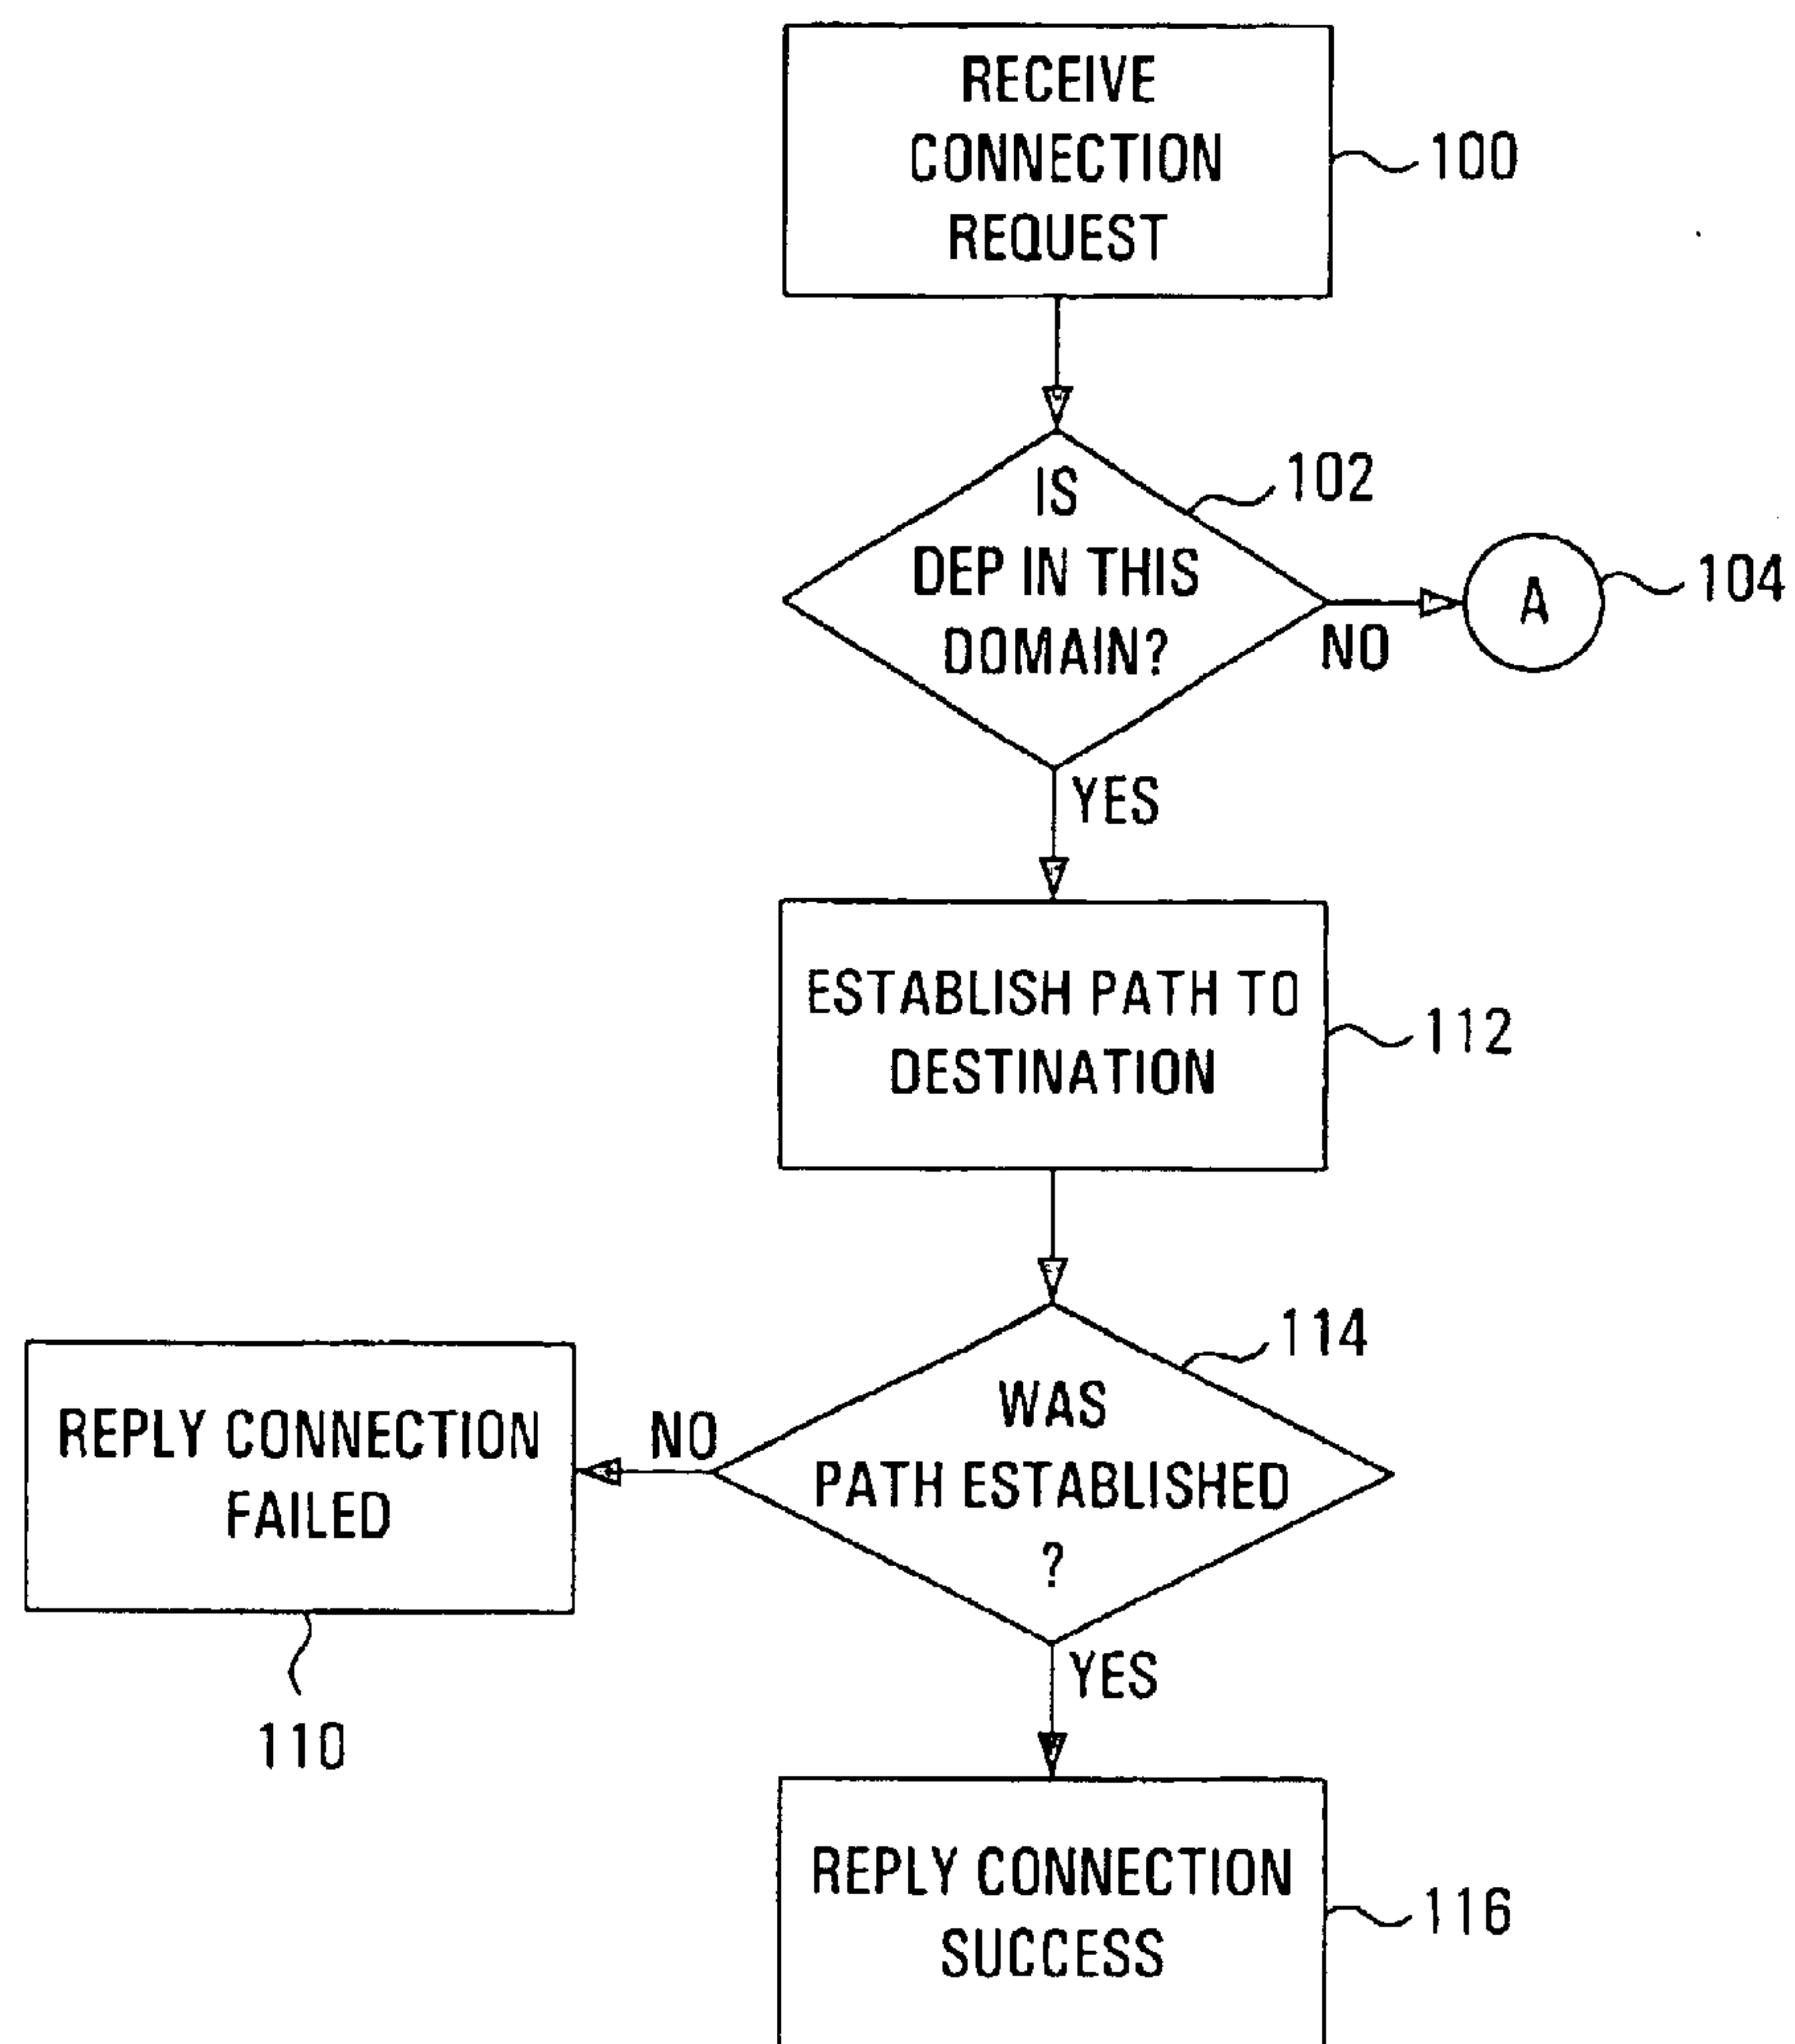 RECEIVE
CONNECTION
REQUEST
100
IS
DEP IN THIS
DOMAIN?
102
NO
A
104
YES
ESTABLISH PATH TO
DESTINATION
112
WAS
PATH ESTABLISHED
?
114
NO
REPLY CONNECTION
FAILED
110
YES
REPLY CONNECTION
SUCCESS
116